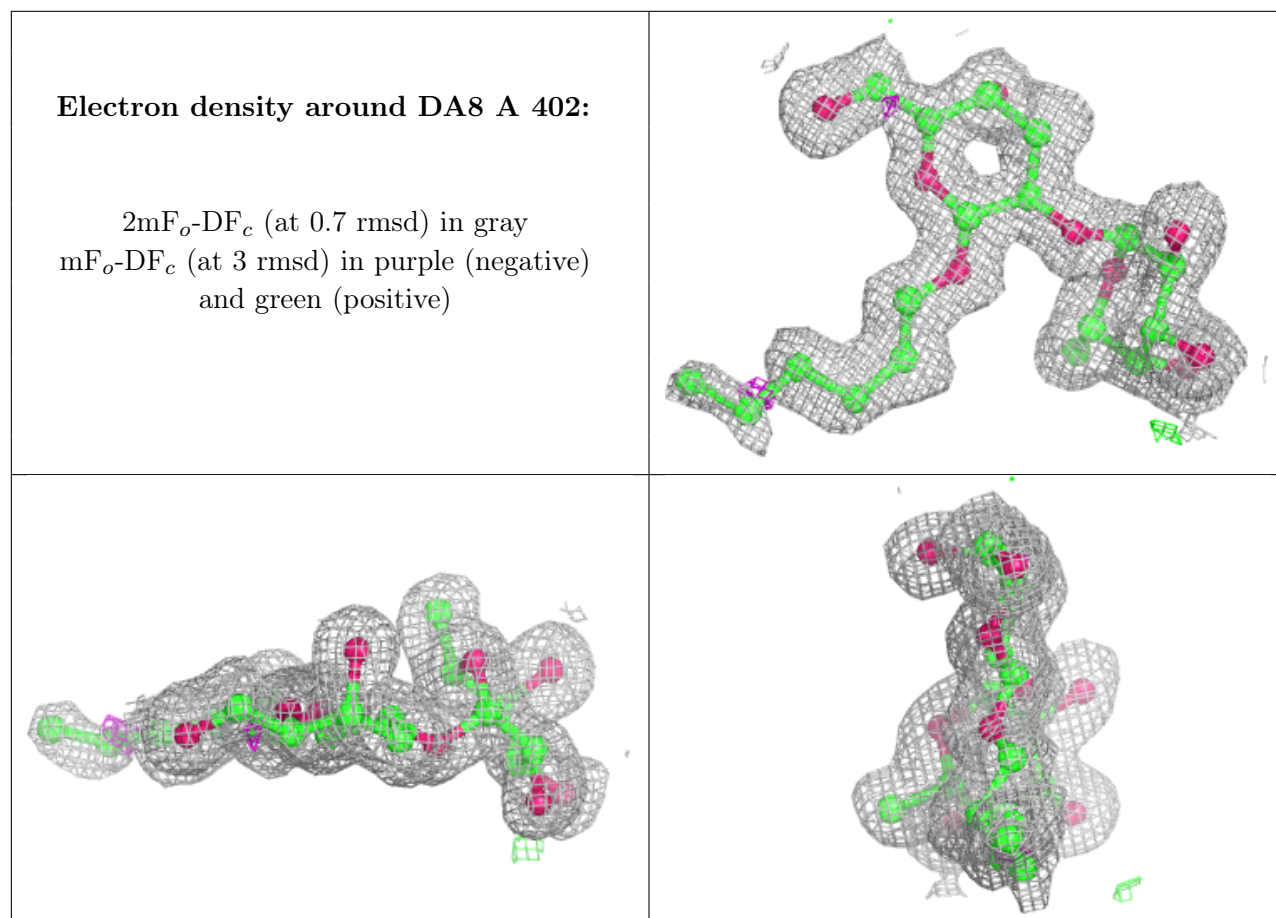 Electron density around DA8 A 402:
2mFo-DFc (at 0.7 rmsd) in gray
mFo-DFc (at 3 rmsd) in purple (negative)
and green (positive)